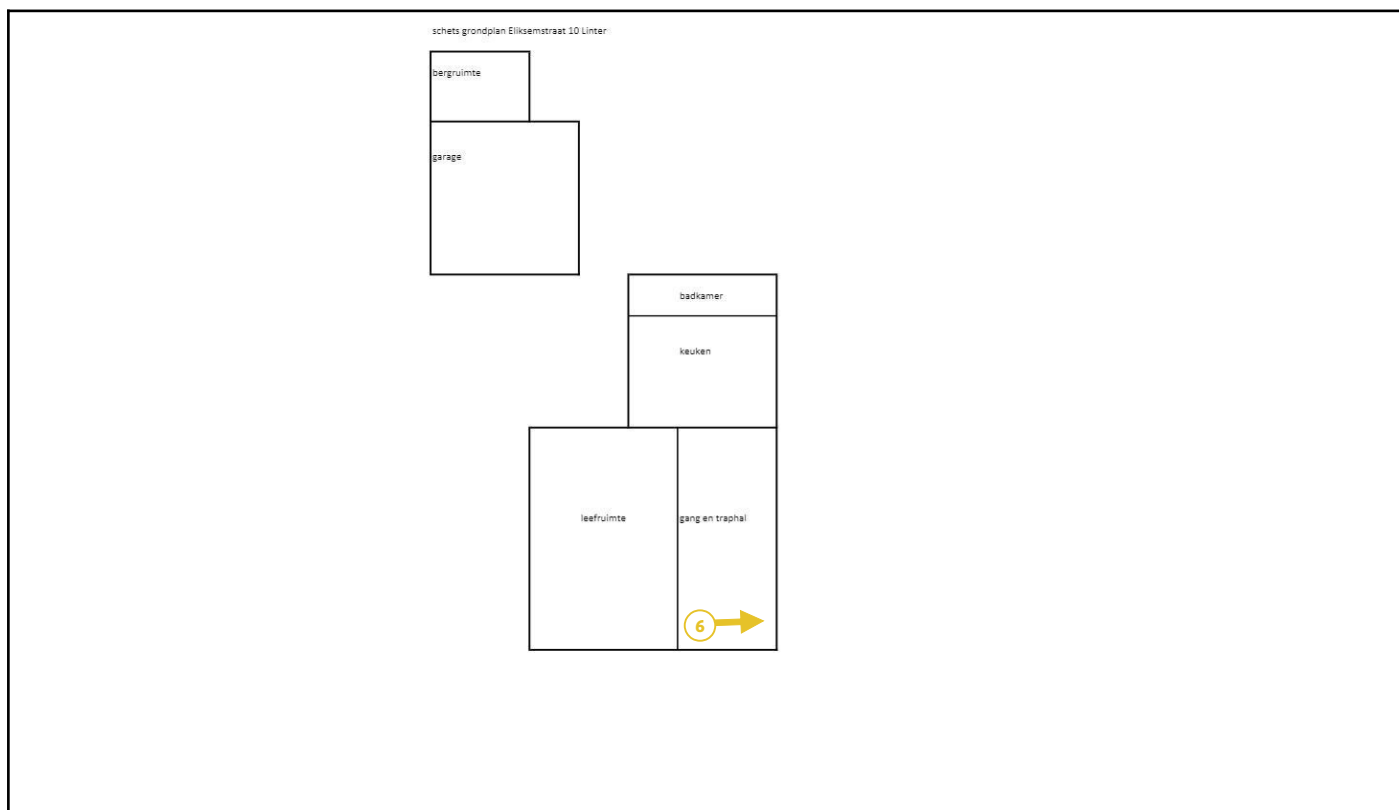 schets grondplan Eliksemstraat 10 Linter
bergruimte
garage
badkamer
keuken
leefruimte
gang en traphal
6